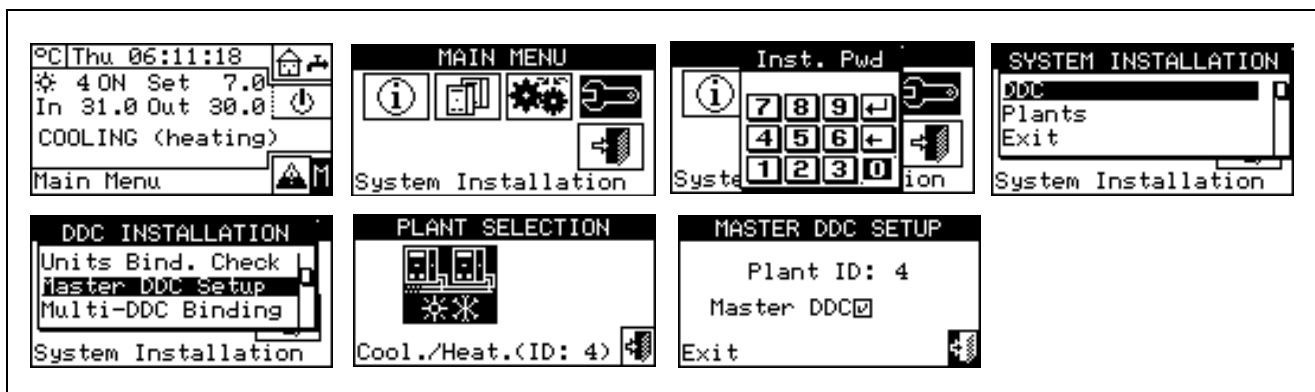 °C Thu 06:11:18
4 ON Set 7.0
In 31.0 Out 30.0
COOLING (heating)
Main Menu M
MAIN MENU
i
System Installation
Inst. Pwd
i
7 8 9
4 5 6
1 2 3 0
Syste ion
SYSTEM INSTALLATION
DDC
Plants
Exit
System Installation
DDC INSTALLATION
Units Bind. Check
Master DDC Setup
Multi-DDC Binding
System Installation
PLANT SELECTION
Cool./Heat.(ID: 4)
MASTER DDC SETUP
Plant ID: 4
Master DDC
Exit